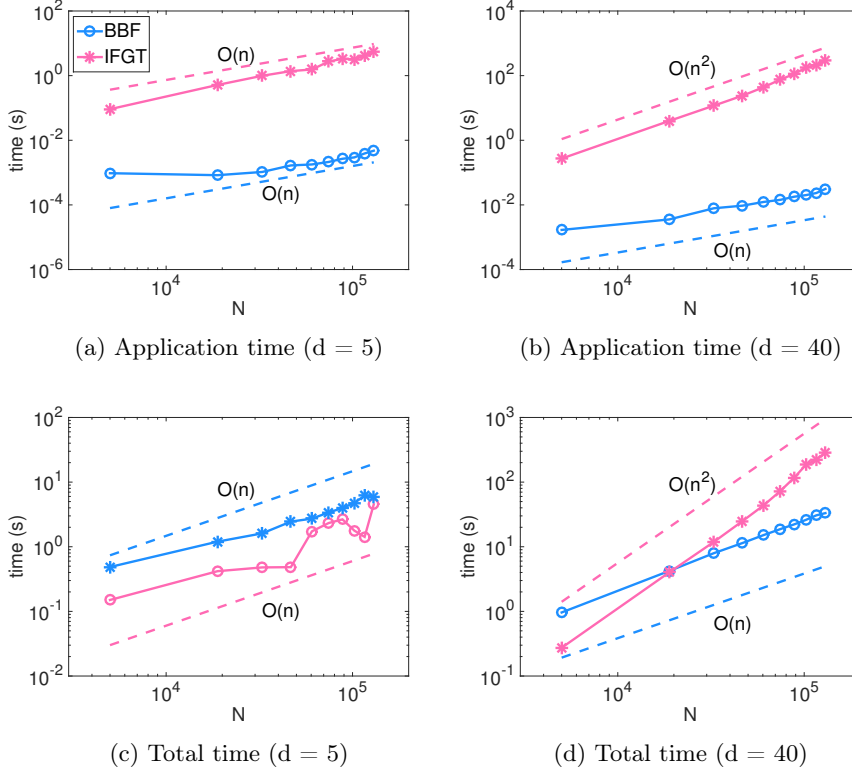 BBF
IFGT
O(n)
O(n)
time (s)
10^2
10^0
10^-2
10^-4
10^-6
10^4
10^5
N
(a) Application time (d = 5)
O(n^2)
O(n)
time (s)
10^4
10^2
10^0
10^-2
10^-4
10^4
10^5
N
(b) Application time (d = 40)
O(n)
O(n)
time (s)
10^2
10^1
10^0
10^-1
10^-2
10^4
10^5
N
(c) Total time (d = 5)
O(n^2)
O(n)
time (s)
10^3
10^2
10^1
10^0
10^-1
10^4
10^5
N
(d) Total time (d = 40)